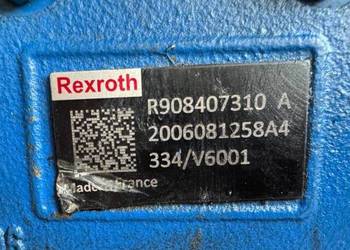 Rexroth
R908407310 A
2006081258A4
334/V6001
Made in France